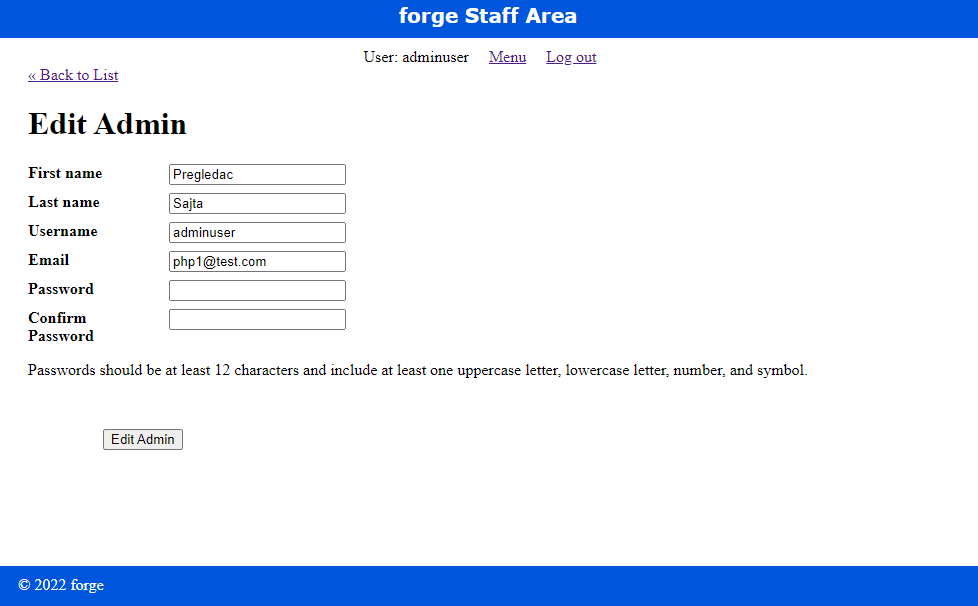 forge Staff Area
User: adminuser Menu Log out
« Back to List
Edit Admin
First name Pregledac
Last name Sajta
Username adminuser
Email php1@test.com
Password
Confirm
Password
Passwords should be at least 12 characters and include at least one uppercase letter, lowercase letter, number, and symbol.
Edit Admin
© 2022 forge